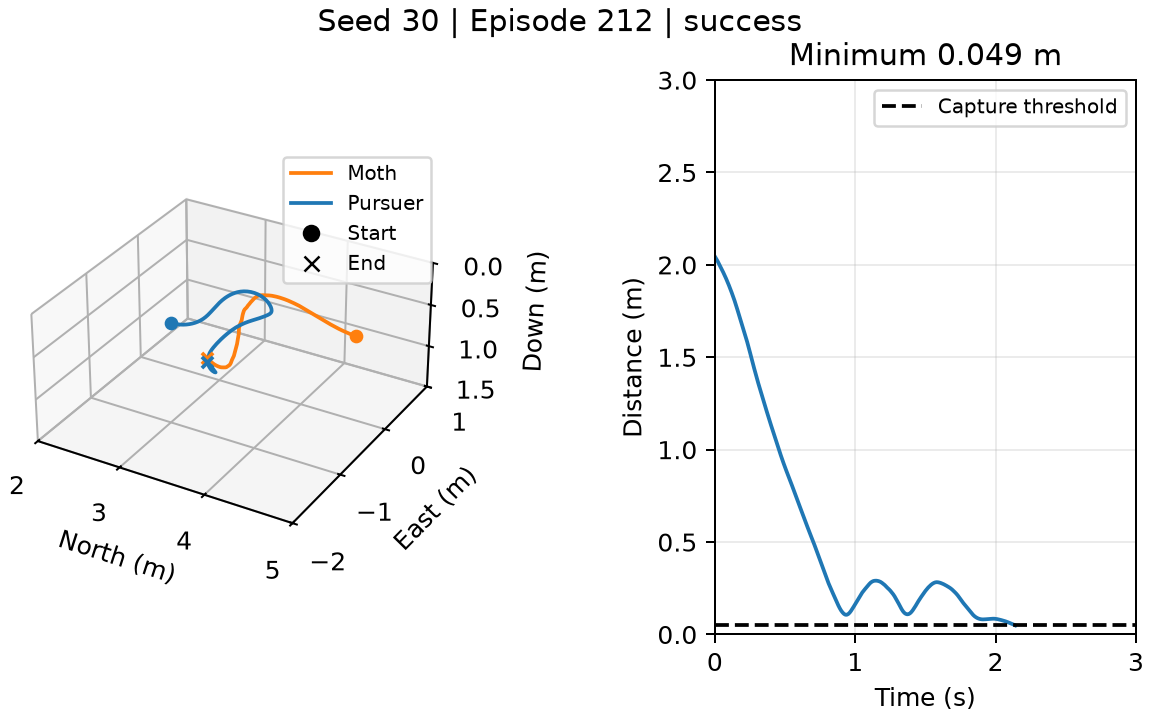 Seed 30 | Episode 212 | success
Moth
Pursuer
Start
End
0.0
0.5
1.0
1.5
Down (m)
1
0
−1
−2
East (m)
2
3
4
5
North (m)
Minimum 0.049 m
Capture threshold
3.0
2.5
2.0
1.5
1.0
0.5
0.0
Distance (m)
0
1
2
3
Time (s)